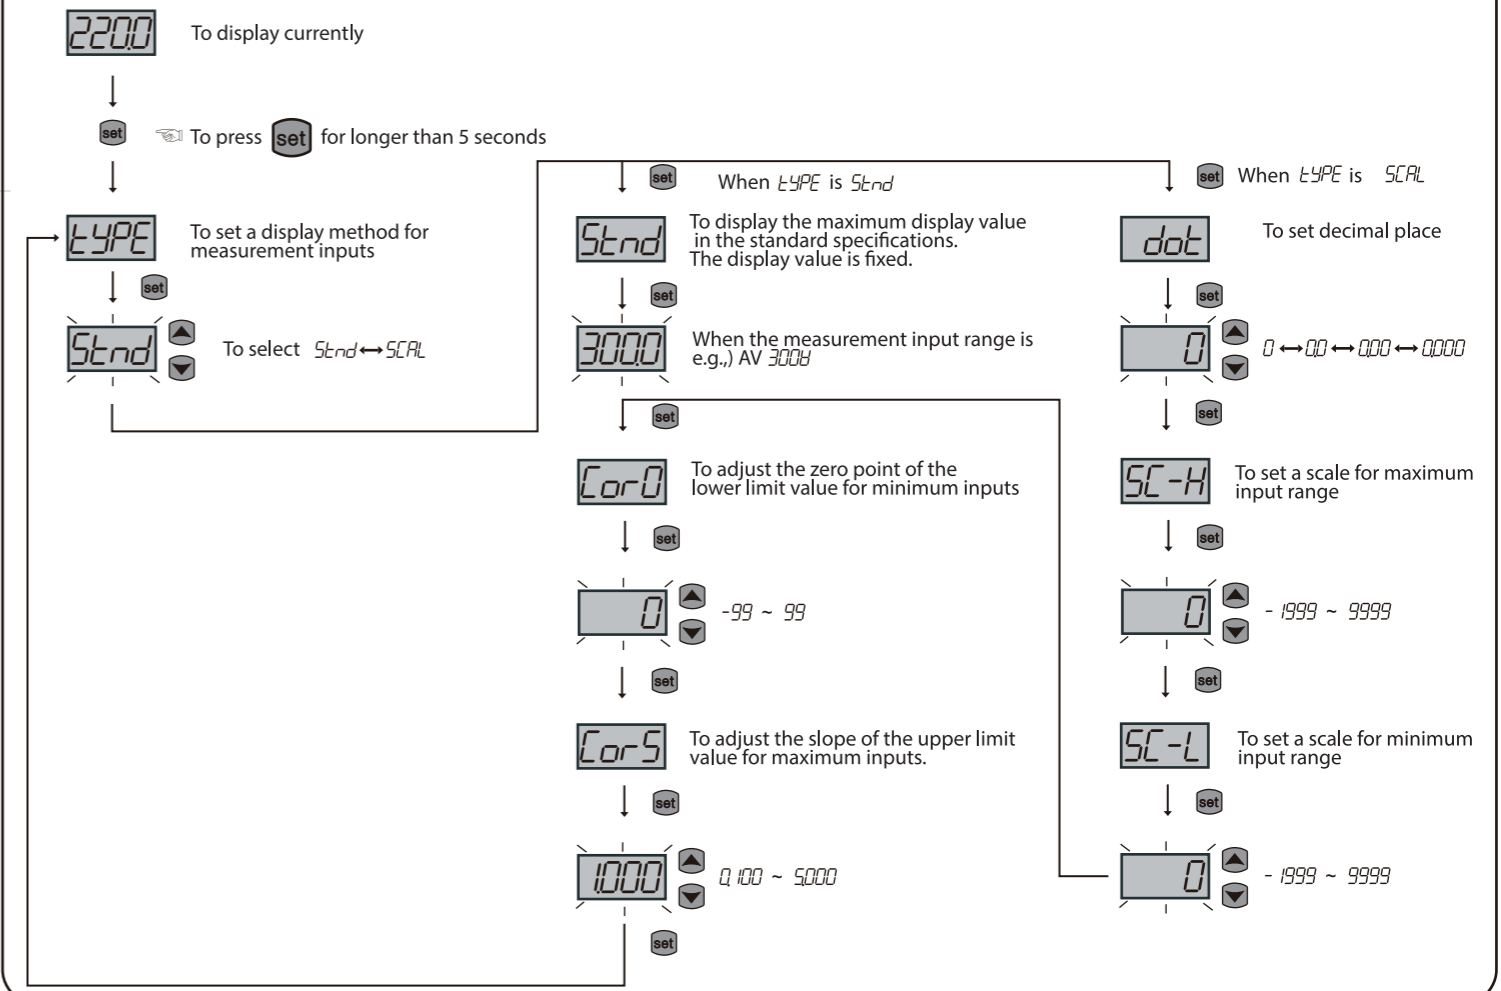 220.0
To display currently
set
☜ To press set for longer than 5 seconds
tYPE
To set a display method for
measurement inputs
set
Stnd
To select Stnd ↔ SCAL
set
When tYPE is Stnd
Stnd
To display the maximum display value
in the standard specifications.
The display value is fixed.
set
300.0
When the measurement input range is
e.g.,) AV 300V
set
Cor0
To adjust the zero point of the
lower limit value for minimum inputs
set
0
-99 ~ 99
set
CorS
To adjust the slope of the upper limit
value for maximum inputs.
set
1.000
0.100 ~ 5.000
set
set
When tYPE is SCAL
dot
To set decimal place
set
0
0 ↔ 0.0 ↔ 0.00 ↔ 0.000
set
SC-H
To set a scale for maximum
input range
set
0
-1999 ~ 9999
set
SC-L
To set a scale for minimum
input range
set
0
-1999 ~ 9999